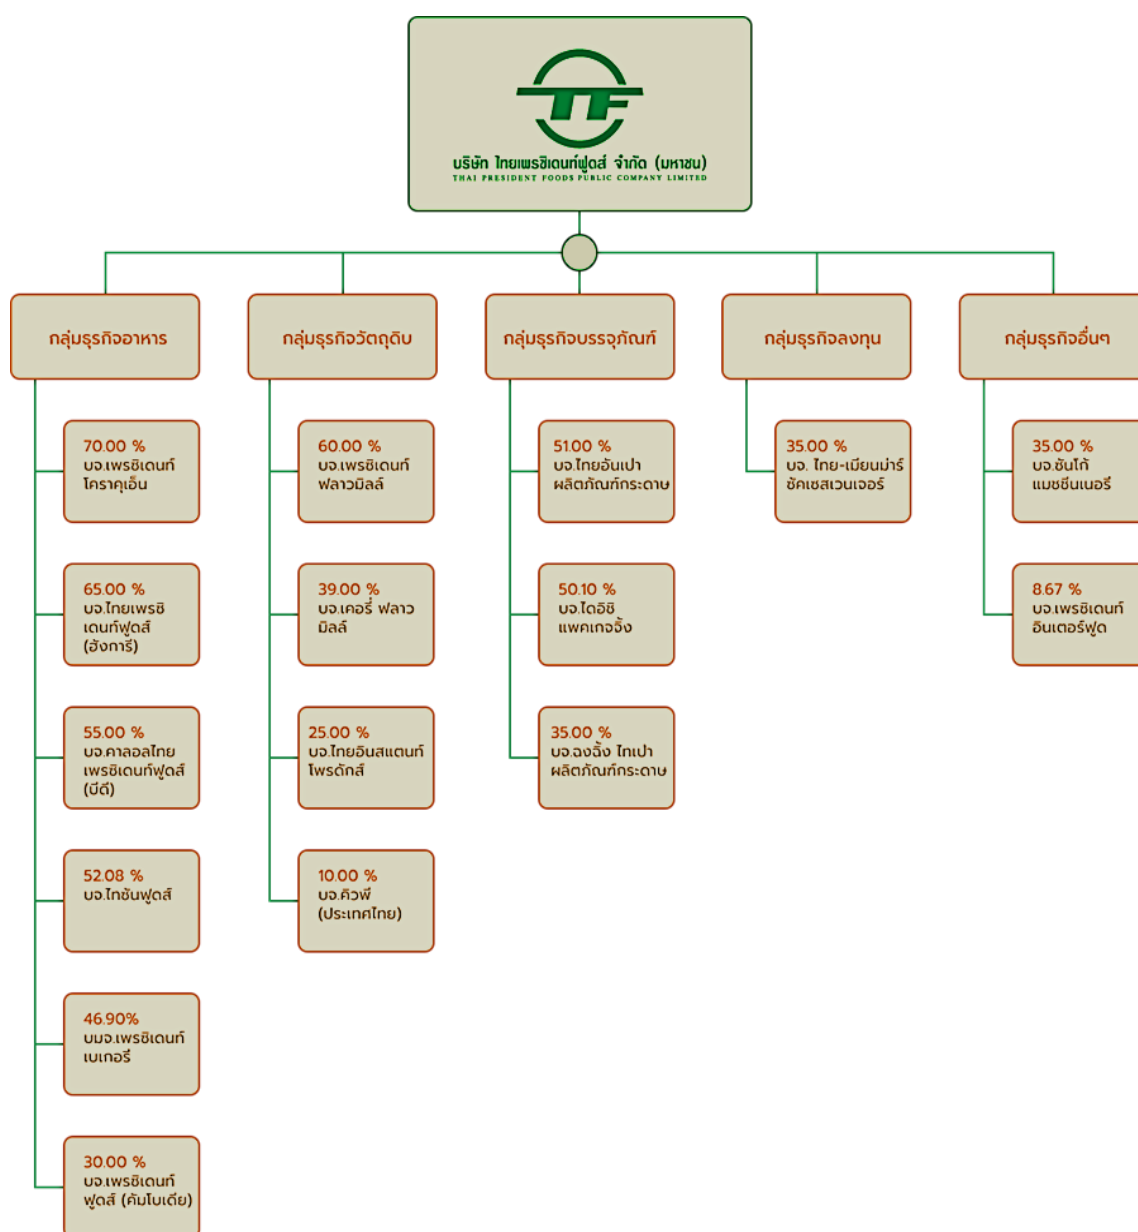 TF
บริษัท ไทยเพรซิเดนท์ฟูดส์ จำกัด (มหาชน)
THAI PRESIDENT FOODS PUBLIC COMPANY LIMITED
กลุ่มธุรกิจอาหาร
70.00 %
บจ.เพรซิเดนท์
โคราคุเอ็น
65.00 %
บจ.ไทยเพรซิ
เดนท์ฟูดส์
(ฮังการี)
55.00 %
บจ.คาลอลไทย
เพรซิเดนท์ฟูดส์
(บีดี)
52.08 %
บจ.ไทซันฟูดส์
46.90%
บมจ.เพรซิเดนท์
เบเกอรี่
30.00 %
บจ.เพรซิเดนท์
ฟูดส์ (คัมโบเดีย)
กลุ่มธุรกิจวัตถุดิบ
60.00 %
บจ.เพรซิเดนท์
ฟลาวมิลล์
39.00 %
บจ.เคอรี่ ฟลาว
มิลล์
25.00 %
บจ.ไทยอินสแตนท์
โพรดักส์
10.00 %
บจ.คิวพี
(ประเทศไทย)
กลุ่มธุรกิจบรรจุภัณฑ์
51.00 %
บจ.ไทยอันเปา
ผลิตภัณฑ์กระดาษ
50.10 %
บจ.ไดอิชิ
แพคเกจจิ้ง
35.00 %
บจ.ฉงฉิ้ง ไทเปา
ผลิตภัณฑ์กระดาษ
กลุ่มธุรกิจลงทุน
35.00 %
บจ. ไทย-เมียนม่าร์
ซัคเซสเวนเจอร์
กลุ่มธุรกิจอื่นๆ
35.00 %
บจ.ซันโก้
แมชชีนเนอรี่
8.67 %
บจ.เพรซิเดนท์
อินเตอร์ฟูด